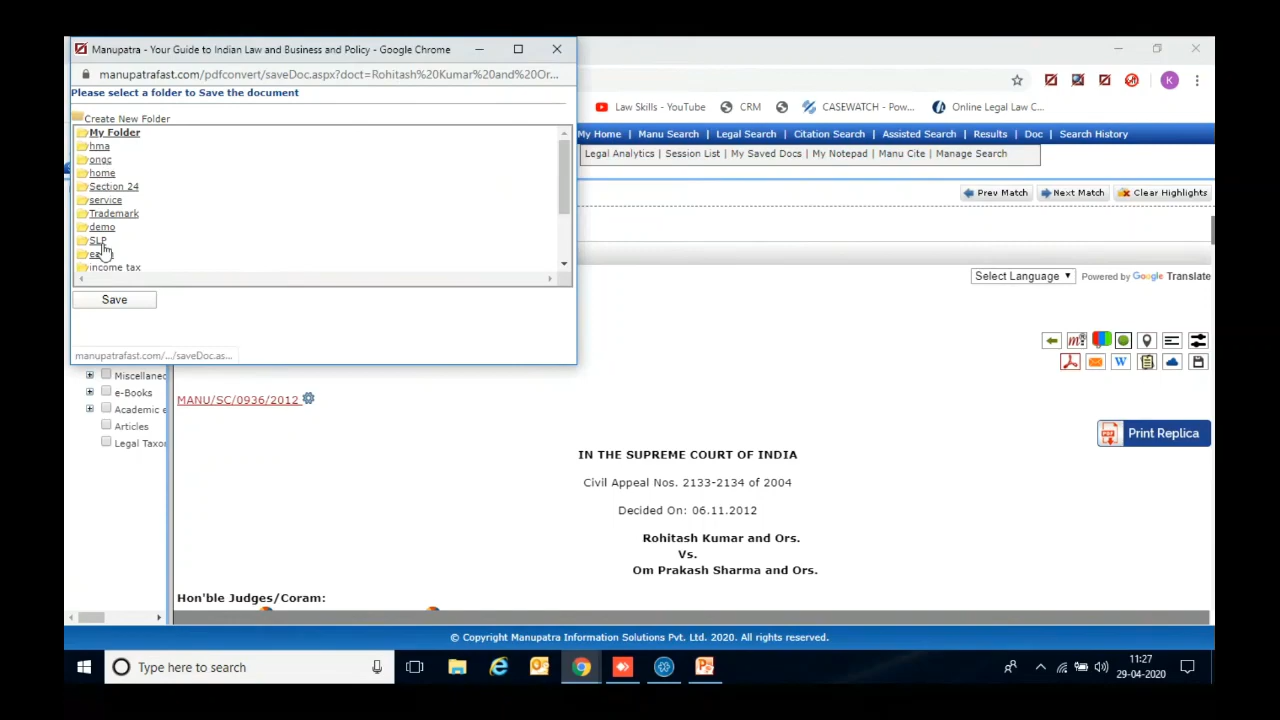 Manupatra - Your Guide to Indian Law and Business and Policy - Google Chrome
manupatrafast.com/pdfconvert/saveDoc.aspx?doct=Rohitash%20Kumar%20and%20Or...
Please select a folder to Save the document
Create New Folder
My Folder
hma
ongc
home
Section 24
service
Trademark
demo
SLP
income tax
Save
manupatrafast.com/.../saveDoc.as...
K
Law Skills - YouTube
CRM
CASEWATCH - Pow...
Online Legal Law C...
My Home | Manu Search | Legal Search | Citation Search | Assisted Search | Results | Doc | Search History
Legal Analytics | Session List | My Saved Docs | My Notepad | Manu Cite | Manage Search
Prev Match
Next Match
Clear Highlights
Select Language ▼
Powered by Google Translate
Miscellaneo
e-Books
Academic e
Articles
Legal Taxon
MANU/SC/0936/2012
Print Replica
IN THE SUPREME COURT OF INDIA
Civil Appeal Nos. 2133-2134 of 2004
Decided On: 06.11.2012
Rohitash Kumar and Ors.
Vs.
Om Prakash Sharma and Ors.
Hon'ble Judges/Coram:
© Copyright Manupatra Information Solutions Pvt. Ltd. 2020. All rights reserved.
Type here to search
11:27
29-04-2020